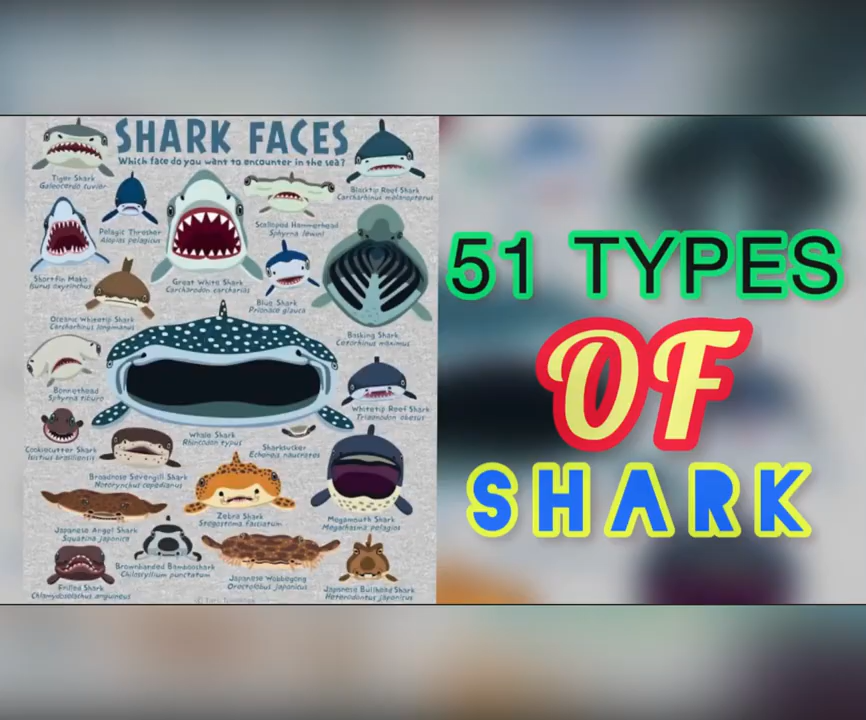 SHARK FACES
Which face do you want to encounter in the sea?
Tiger Shark
Galeocerdo cuvier
Blacktip Reef Shark
Carcharhinus melanopterus
Pelagic Thresher
Alopias pelagicus
Scalloped Hammerhead
Sphyrna lewini
Shortfin Mako
Isurus oxyrinchus
Great White Shark
Carcharodon carcharias
Blue Shark
Prionace glauca
Oceanic Whitetip Shark
Carcharhinus longimanus
Basking Shark
Cetorhinus maximus
Bonnethead
Sphyrna tiburo
Whitetip Reef Shark
Triaenodon obesus
Cookiecutter Shark
Isistius brasiliensis
Whale Shark
Rhincodon typus
Sharksucker
Echeneis naucrates
Broadnose Sevengill Shark
Notorynchus cepedianus
Zebra Shark
Stegostoma fasciatum
Megamouth Shark
Megachasma pelagios
Japanese Angel Shark
Squatina japonica
Brownbanded Bambooshark
Chiloscyllium punctatum
Japanese Wobbegong
Orectolobus japonicus
Frilled Shark
Chlamydoselachus anguineus
Japanese Bullhead Shark
Heterodontus japonicus
51 TYPES
OF
SHARK